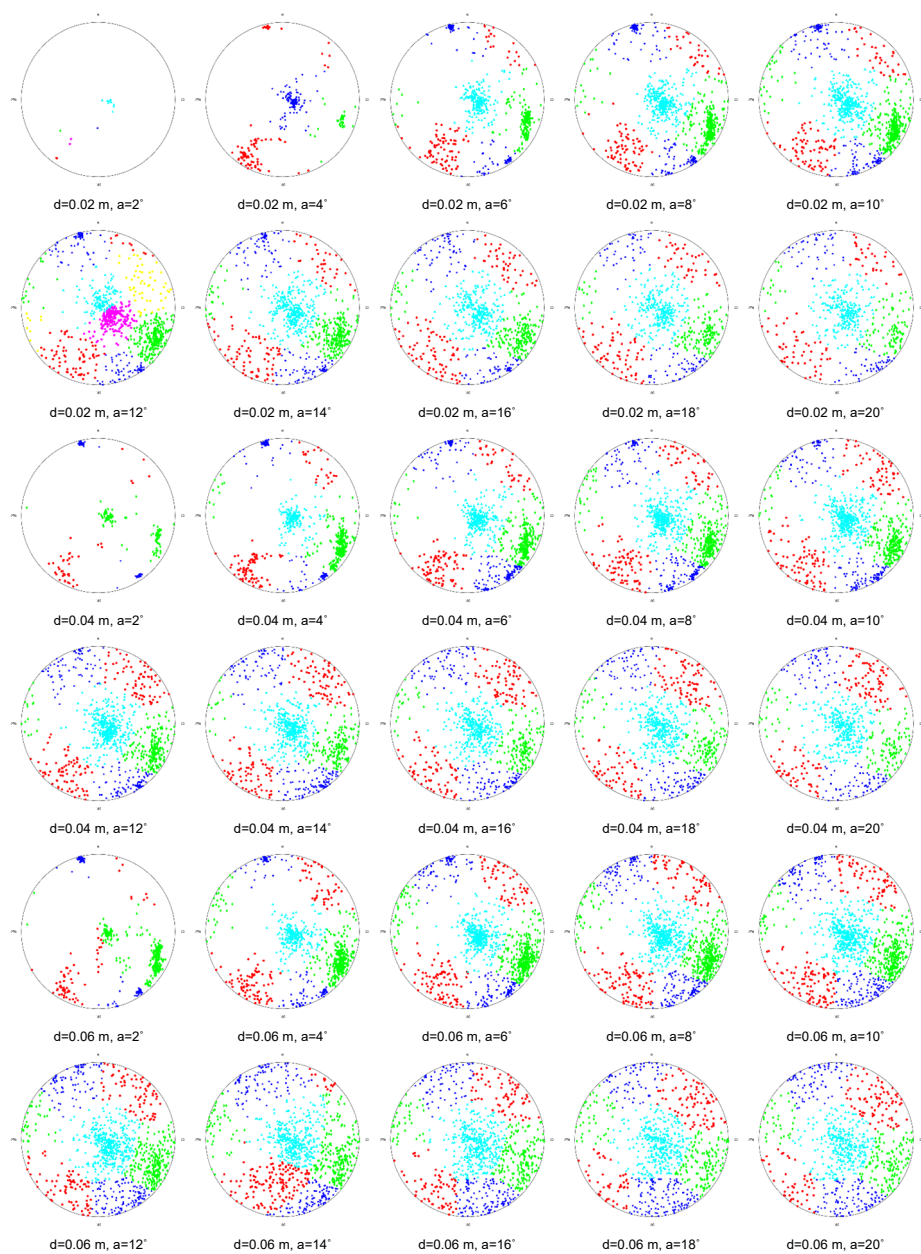 d=0.02 m, a=2° d=0.02 m, a=4° d=0.02 m, a=6° d=0.02 m, a=8° d=0.02 m, a=10°
d=0.02 m, a=12° d=0.02 m, a=14° d=0.02 m, a=16° d=0.02 m, a=18° d=0.02 m, a=20°
d=0.04 m, a=2° d=0.04 m, a=4° d=0.04 m, a=6° d=0.04 m, a=8° d=0.04 m, a=10°
d=0.04 m, a=12° d=0.04 m, a=14° d=0.04 m, a=16° d=0.04 m, a=18° d=0.04 m, a=20°
d=0.06 m, a=2° d=0.06 m, a=4° d=0.06 m, a=6° d=0.06 m, a=8° d=0.06 m, a=10°
d=0.06 m, a=12° d=0.06 m, a=14° d=0.06 m, a=16° d=0.06 m, a=18° d=0.06 m, a=20°